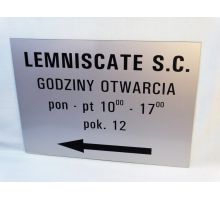 LEMNISCATE S.C.
GODZINY OTWARCIA
pon - pt 10⁰⁰ - 17⁰⁰
pok. 12